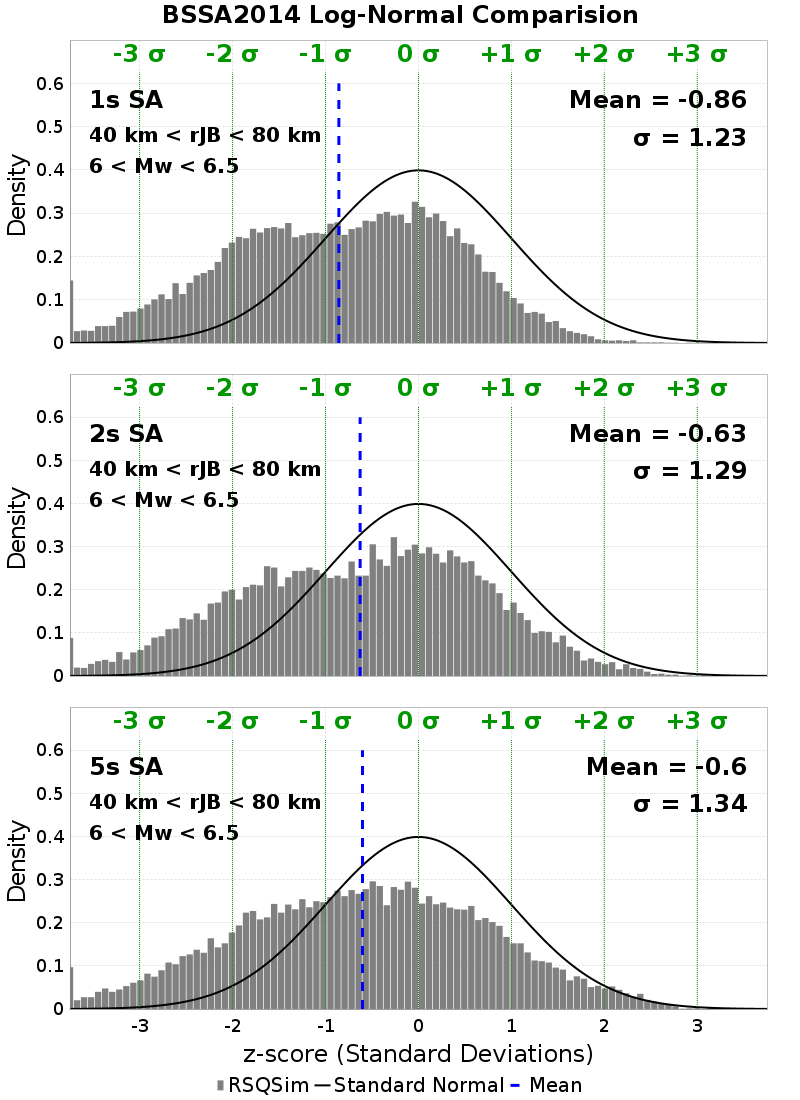 BSSA2014 Log-Normal Comparision
-3 σ -2 σ -1 σ 0 σ +1 σ +2 σ +3 σ
1s SA
Mean = -0.86
40 km < rJB < 80 km
σ = 1.23
6 < Mw < 6.5
Density
0.6
0.5
0.4
0.3
0.2
0.1
0
-3 σ -2 σ -1 σ 0 σ +1 σ +2 σ +3 σ
2s SA
Mean = -0.63
40 km < rJB < 80 km
σ = 1.29
6 < Mw < 6.5
Density
0.6
0.5
0.4
0.3
0.2
0.1
0
-3 σ -2 σ -1 σ 0 σ +1 σ +2 σ +3 σ
5s SA
Mean = -0.6
40 km < rJB < 80 km
σ = 1.34
6 < Mw < 6.5
Density
0.6
0.5
0.4
0.3
0.2
0.1
0
-3 -2 -1 0 1 2 3
z-score (Standard Deviations)
RSQSim Standard Normal Mean